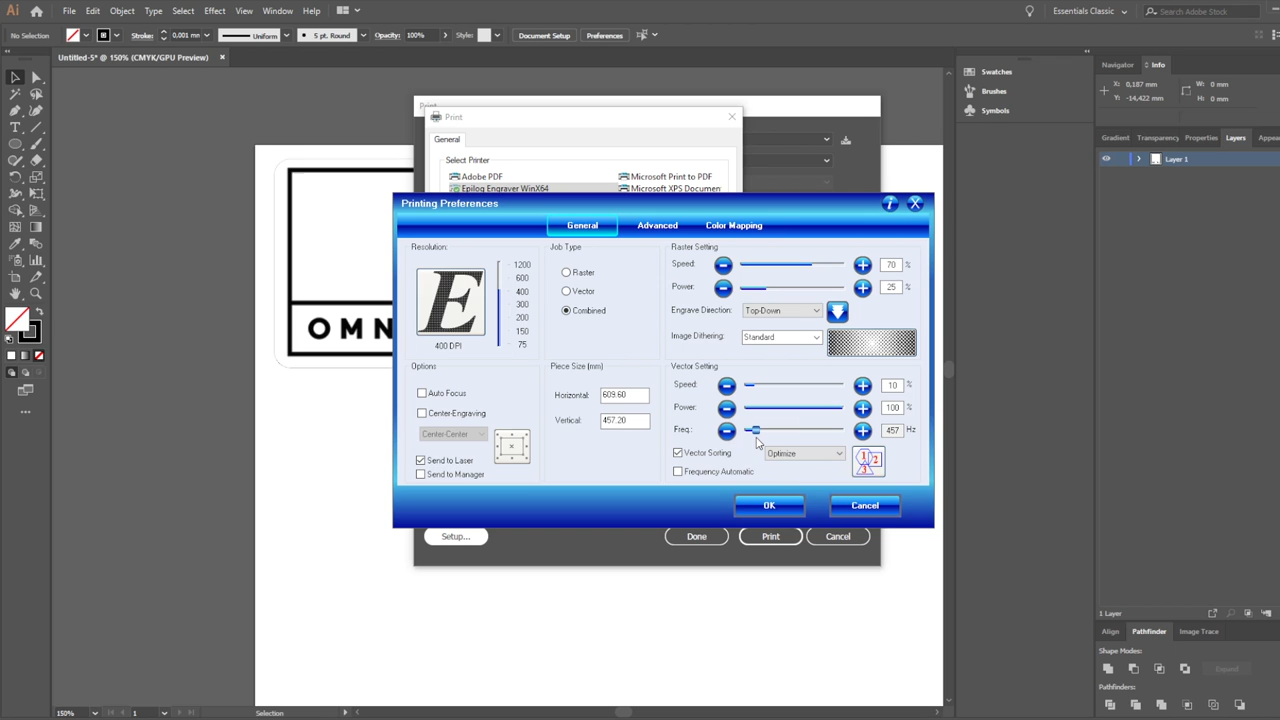 Ai File Edit Object Type Select Effect View Window Help Essentials Classic Search Adobe Stock
No Selection Stroke: 0,001 mm Uniform 5 pt. Round Opacity: 100% Style: Document Setup Preferences
Untitled-5* @ 150% (CMYK/GPU Preview) ×
Print
Print
General
Select Printer
Adobe PDF Microsoft Print to PDF
Epilog Engraver WinX64 Microsoft XPS Documen
Printing Preferences
General Advanced Color Mapping
Resolution: Job Type Raster Setting
1200
600
400
300
200
150
75
E
400 DPI
Raster
Vector
Combined
Speed: 70 %
Power: 25 %
Engrave Direction: Top-Down
Image Dithering: Standard
Options Piece Size (mm) Vector Setting
Auto Focus
Center-Engraving
Center-Center
Send to Laser
Send to Manager
Horizontal: 609.60
Vertical: 457.20
Speed: 10 %
Power: 100 %
Freq.: 457 Hz
Vector Sorting Optimize
Frequency Automatic
1 2
3
OK Cancel
Setup... Done Print Cancel
OMN
Swatches
Brushes
Symbols
Navigator Info
X: 0,187 mm W: 0 mm
Y: -14,422 mm H: 0 mm
Gradient Transparency Properties Layers Appea
Layer 1
1 Layer
Align Pathfinder Image Trace
Shape Modes:
Expand
Pathfinders:
150% 1 Selection